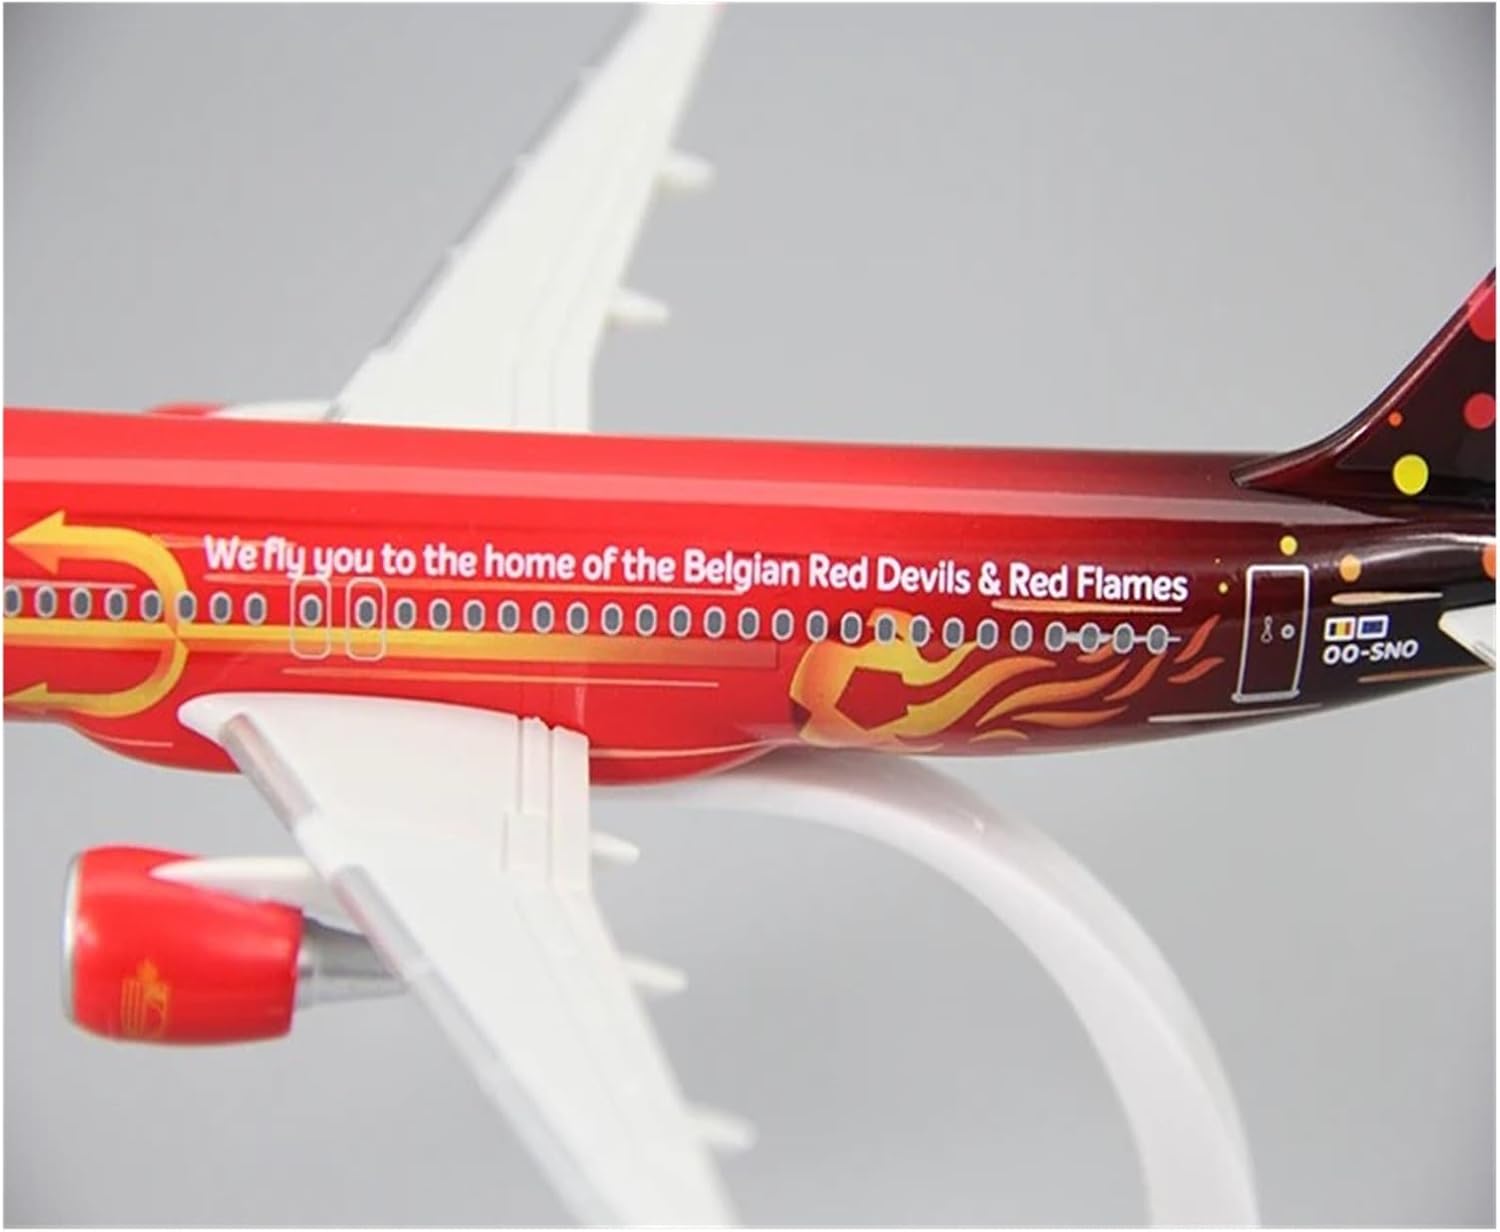 We fly you to the home of the Belgian Red Devils & Red Flames
OO-SNO